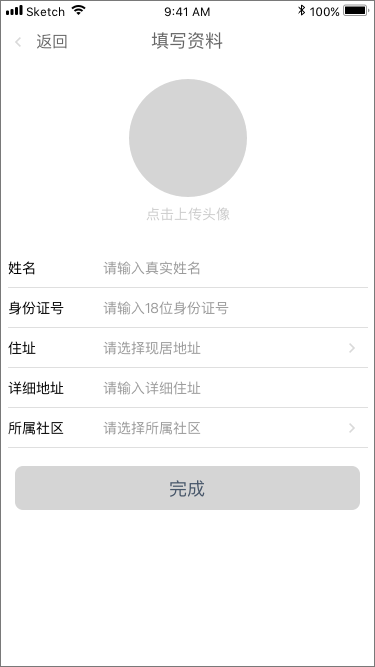 Sketch 9:41 AM 100%
返回 填写资料
点击上传头像
姓名 请输入真实姓名
身份证号 请输入18位身份证号
住址 请选择现居地址
详细地址 请输入详细住址
所属社区 请选择所属社区
完成